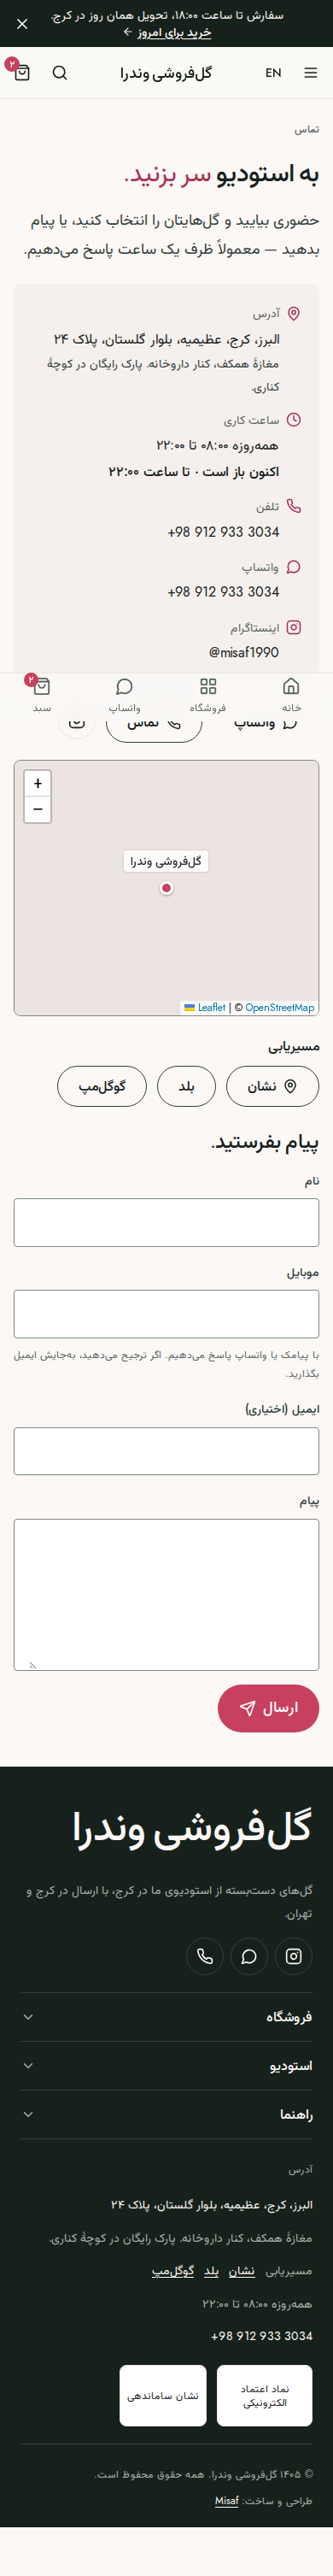 سفارش تا ساعت ۱۸:۰۰، تحویل همان روز در کرج.
خرید برای امروز ←
EN
گل‌فروشی وندرا
۲
تماس
به استودیو سر بزنید.
حضوری بیایید و گل‌هایتان را انتخاب کنید، یا پیام
بدهید — معمولاً ظرف یک ساعت پاسخ می‌دهیم.
آدرس
البرز، کرج، عظیمیه، بلوار گلستان، پلاک ۲۴
مغازهٔ همکف، کنار داروخانه. پارک رایگان در کوچهٔ
کناری.
ساعت کاری
همه‌روزه ۰۸:۰۰ تا ۲۲:۰۰
اکنون باز است · تا ساعت ۲۲:۰۰
تلفن
+98 912 933 3034
واتساپ
+98 912 933 3034
اینستاگرام
@misaf1990
خانه
فروشگاه
واتساپ
سبد
۲
واتساپ
تماس
+
−
گل‌فروشی وندرا
Leaflet | © OpenStreetMap
مسیریابی
نشان
بلد
گوگل‌مپ
پیام بفرستید.
نام
موبایل
با پیامک یا واتساپ پاسخ می‌دهیم. اگر ترجیح می‌دهید، به‌جایش ایمیل
بگذارید.
ایمیل (اختیاری)
پیام
ارسال
گل‌فروشی وندرا
گل‌های دست‌بسته از استودیوی ما در کرج، با ارسال در کرج و
تهران.
فروشگاه
استودیو
راهنما
آدرس
البرز، کرج، عظیمیه، بلوار گلستان، پلاک ۲۴
مغازهٔ همکف، کنار داروخانه. پارک رایگان در کوچهٔ کناری.
مسیریابی نشان بلد گوگل‌مپ
همه‌روزه ۰۸:۰۰ تا ۲۲:۰۰
+98 912 933 3034
نماد اعتماد
الکترونیکی
نشان ساماندهی
© ۱۴۰۵ گل‌فروشی وندرا. همه حقوق محفوظ است.
طراحی و ساخت: Misaf